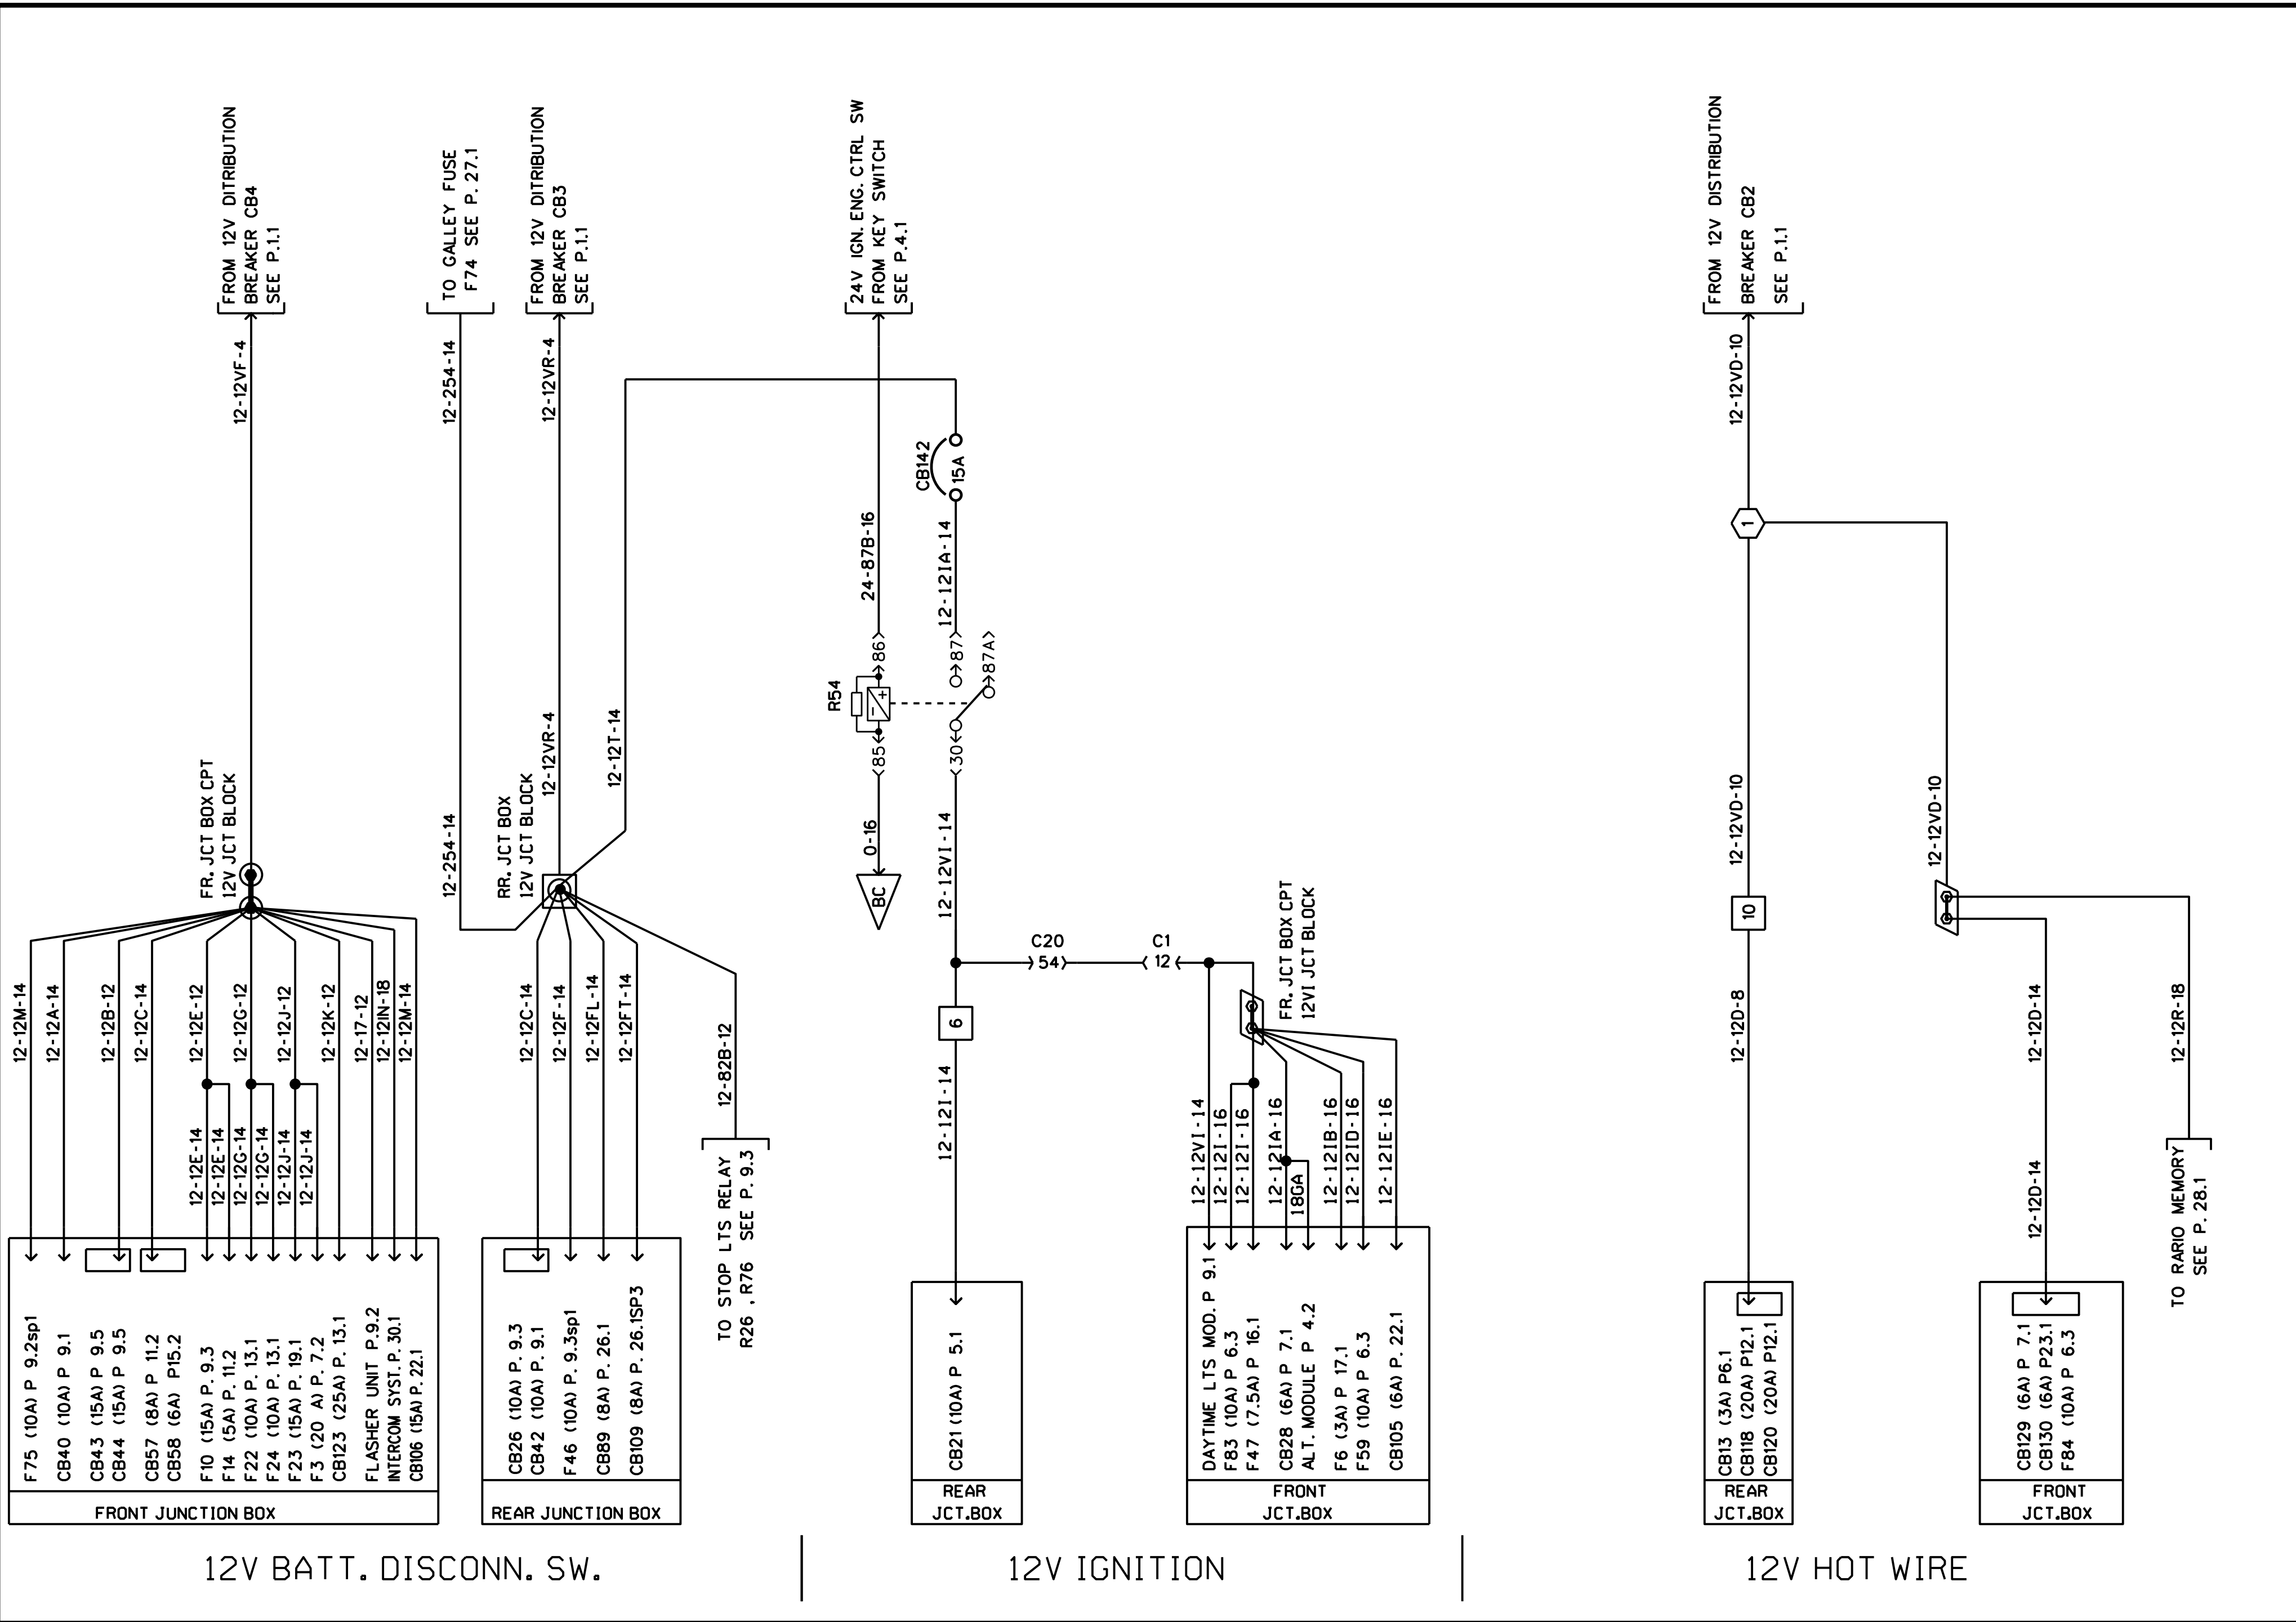 FROM 12V DITRIBUTION
BREAKER CB4
SEE P.1.1
12-12VF-4
FR. JCT BOX CPT
12V JCT BLOCK
12-12M-14
12-12A-14
12-12B-12
12-12C-14
12-12E-12
12-12G-12
12-12J-12
12-12K-12
12-17-12
12-12IN-18
12-12M-14
12-12E-14
12-12E-14
12-12G-14
12-12G-14
12-12J-14
12-12J-14
F75 (10A) P 9.2sp1
CB40 (10A) P 9.1
CB43 (15A) P 9.5
CB44 (15A) P 9.5
CB57 (8A) P 11.2
CB58 (6A) P15.2
F10 (15A) P. 9.3
F14 (5A) P. 11.2
F22 (10A) P. 13.1
F24 (10A) P. 13.1
F23 (15A) P. 19.1
F3 (20 A) P. 7.2
CB123 (25A) P. 13.1
FLASHER UNIT P.9.2
INTERCOM SYST. P. 30.1
CB106 (15A) P. 22.1
FRONT JUNCTION BOX
TO GALLEY FUSE
F74 SEE P. 27.1
12-254-14
12-254-14
FROM 12V DITRIBUTION
BREAKER CB3
SEE P.1.1
12-12VR-4
12-12VR-4
12-12T-14
RR. JCT BOX
12V JCT BLOCK
12-12C-14
12-12F-14
12-12FL-14
12-12FT-14
12-82B-12
TO STOP LTS RELAY
R26 , R76 SEE P. 9.3
CB26 (10A) P. 9.3
CB42 (10A) P. 9.1
F46 (10A) P. 9.3sp1
CB89 (8A) P. 26.1
CB109 (8A) P. 26.1SP3
REAR JUNCTION BOX
12V BATT. DISCONN. SW.
24V IGN. ENG. CTRL SW
FROM KEY SWITCH
SEE P.4.1
CB142
15A
24-87B-16
12-12IA-14
86
87
87A
R54
+
-
85
30
0-16
BC
12-12VI-14
C20
54
C1
12
6
12-12I-14
FR. JCT BOX CPT
12VI JCT BLOCK
12-12VI-14
12-12I-16
12-12I-16
12-12IA-16
18GA
12-12IB-16
12-12ID-16
12-12IE-16
CB21 (10A) P 5.1
REAR
JCT.BOX
DAYTIME LTS MOD. P 9.1
F83 (10A) P 6.3
F47 (7.5A) P 16.1
CB28 (6A) P 7.1
ALT. MODULE P 4.2
F6 (3A) P 17.1
F59 (10A) P 6.3
CB105 (6A) P. 22.1
FRONT
JCT.BOX
12V IGNITION
FROM 12V DISTRIBUTION
BREAKER CB2
SEE P.1.1
12-12VD-10
1
12-12VD-10
12-12VD-10
10
12-12D-8
12-12D-14
12-12R-18
12-12D-14
TO RARIO MEMORY
SEE P. 28.1
CB13 (3A) P6.1
CB118 (20A) P12.1
CB120 (20A) P12.1
REAR
JCT.BOX
CB129 (6A) P 7.1
CB130 (6A) P23.1
F84 (10A) P 6.3
FRONT
JCT.BOX
12V HOT WIRE